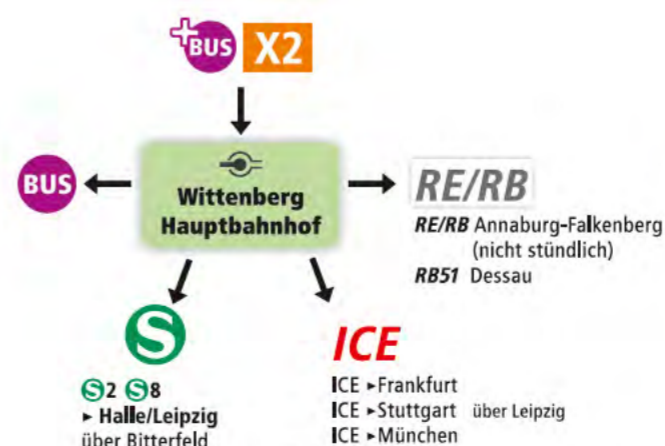 +BUS X2
BUS
Wittenberg
Hauptbahnhof
RE/RB
RE/RB Annaburg-Falkenberg
(nicht stündlich)
RB51 Dessau
S
S2 S8
► Halle/Leipzig
über Bitterfeld
ICE
ICE ►Frankfurt
ICE ►Stuttgart über Leipzig
ICE ►München